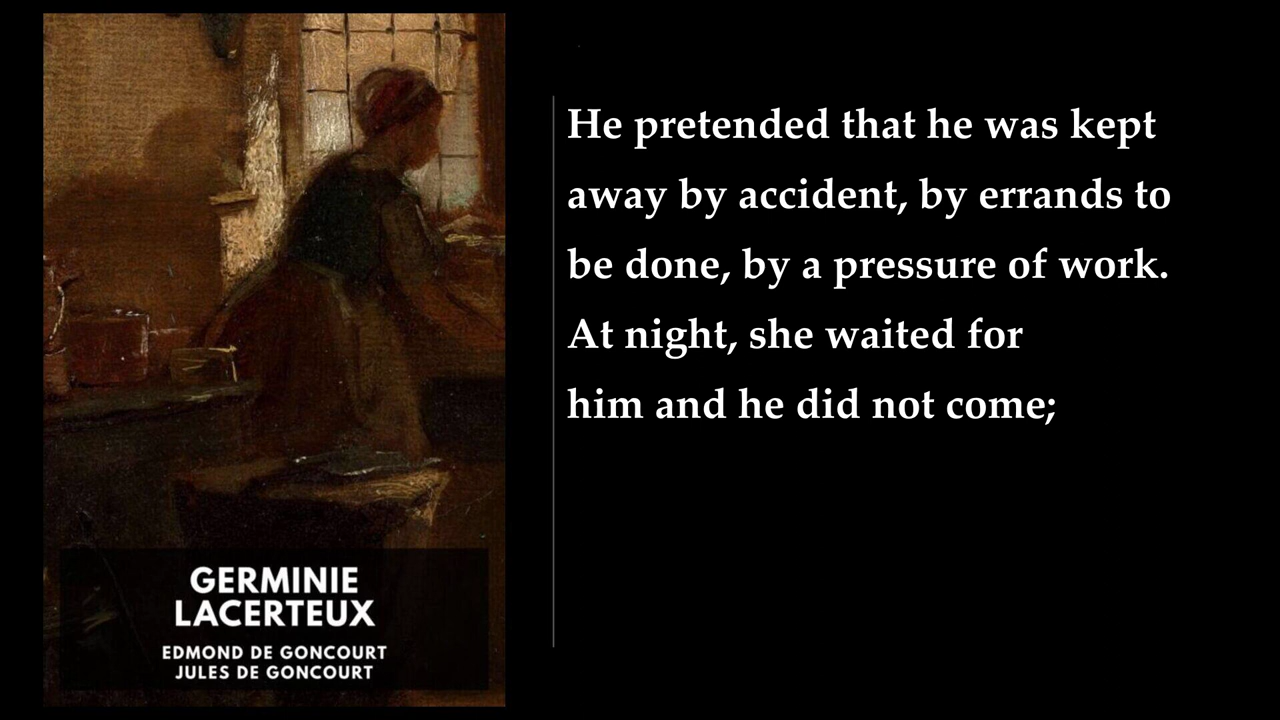 He pretended that he was kept
away by accident, by errands to
be done, by a pressure of work.
At night, she waited for
him and he did not come;
GERMINIE
LACERTEUX
EDMOND DE GONCOURT
JULES DE GONCOURT